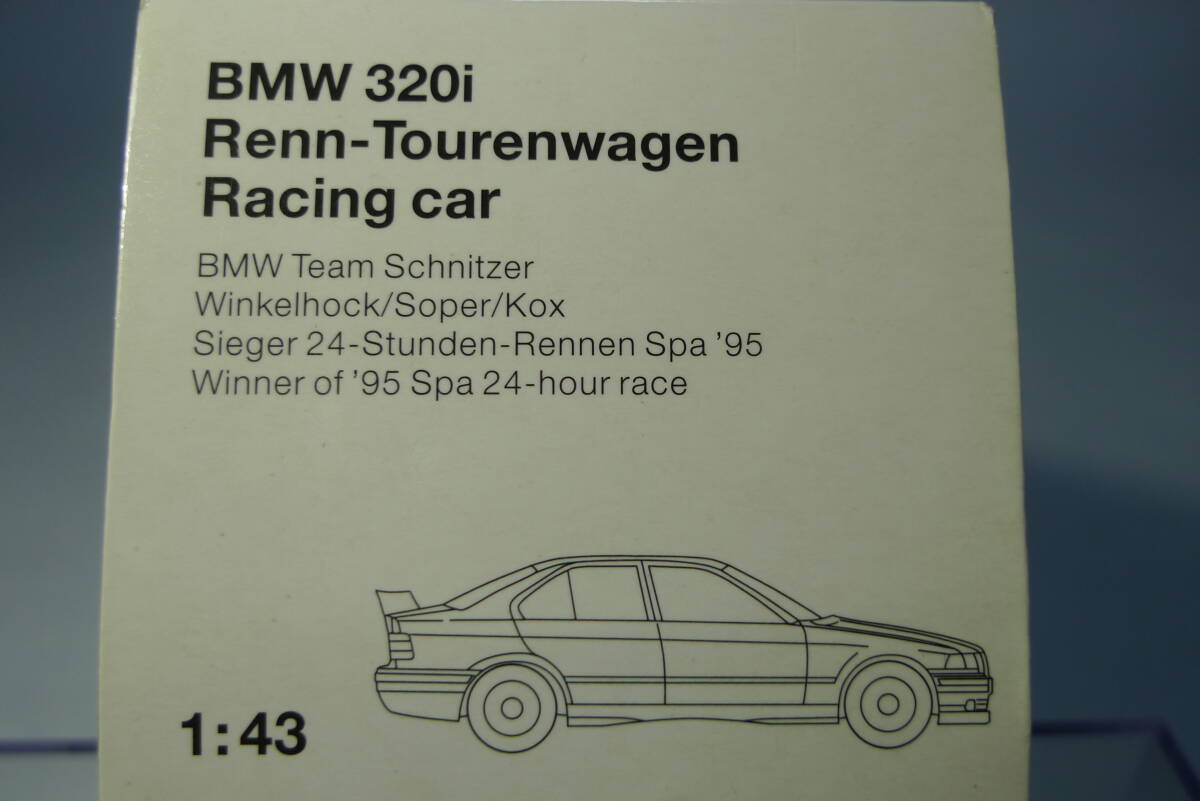 BMW 320i
Renn-Tourenwagen
Racing car
BMW Team Schnitzer
Winkelhock/Soper/Kox
Sieger 24-Stunden-Rennen Spa ’95
Winner of ’95 Spa 24-hour race
1:43